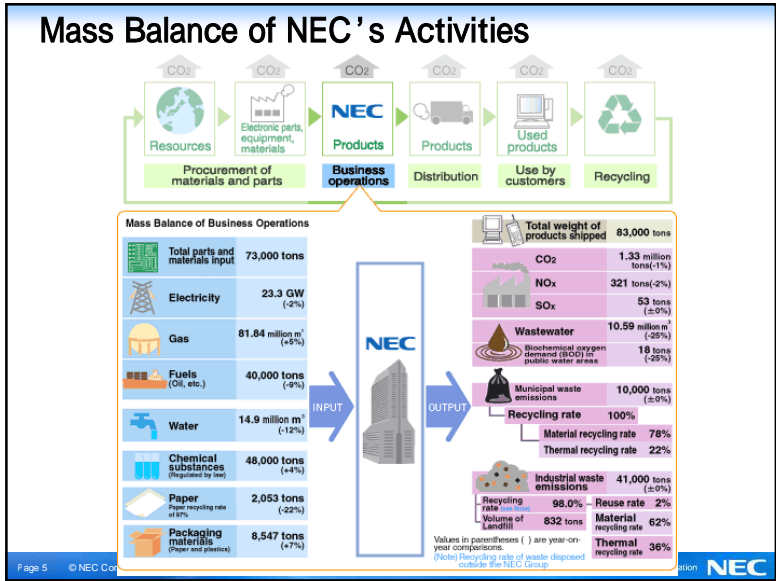 Mass Balance of NEC's Activities
CO2 CO2 CO2 CO2 CO2 CO2
Resources
Electronic parts,
equipment,
materials
NEC
Products
Products
Used
products
Procurement of
materials and parts
Business
operations
Distribution
Use by
customers
Recycling
Mass Balance of Business Operations
Total parts and
materials input
73,000 tons
Electricity
23.3 GW
(-2%)
Gas
81.84 million m³
(+5%)
Fuels
(Oil, etc.)
40,000 tons
(-9%)
Water
14.9 million m³
(-12%)
Chemical
substances
(Regulated by law)
48,000 tons
(+4%)
Paper
Paper recycling rate
of 97%
2,053 tons
(-22%)
Packaging
materials
(Paper and plastics)
8,547 tons
(+7%)
INPUT
NEC
OUTPUT
Total weight of
products shipped
83,000 tons
CO2
1.33 million
tons(-1%)
NOx
321 tons(-2%)
SOx
53 tons
(±0%)
Wastewater
10.59 million m³
(-25%)
Biochemical oxygen
demand (BOD) in
public water areas
18 tons
(-25%)
Municipal waste
emissions
10,000 tons
(±0%)
Recycling rate 100%
Material recycling rate 78%
Thermal recycling rate 22%
Industrial waste
emissions
41,000 tons
(±0%)
Recycling
rate (see Note)
98.0%
Reuse rate 2%
Volume of
Landfill
832 tons
Material
recycling rate
62%
Thermal
recycling rate
36%
Values in parentheses ( ) are year-on-
year comparisons.
(Note) Recycling rate of waste disposed
outside the NEC Group
Page 5 © NEC Cor
ation
NEC